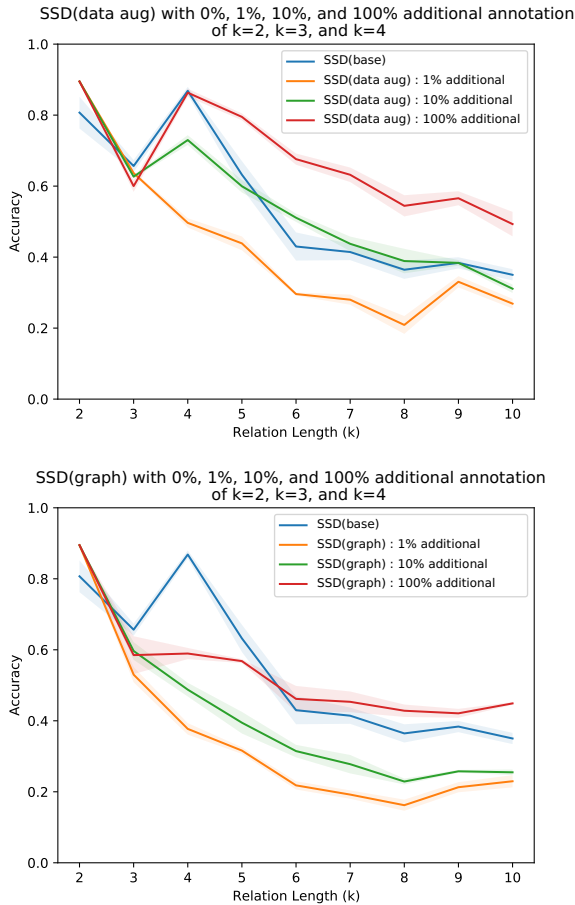 SSD(data aug) with 0%, 1%, 10%, and 100% additional annotation
of k=2, k=3, and k=4
1.0
0.8
0.6
0.4
0.2
0.0
Accuracy
SSD(base)
SSD(data aug) : 1% additional
SSD(data aug) : 10% additional
SSD(data aug) : 100% additional
2 3 4 5 6 7 8 9 10
Relation Length (k)
SSD(graph) with 0%, 1%, 10%, and 100% additional annotation
of k=2, k=3, and k=4
1.0
0.8
0.6
0.4
0.2
0.0
Accuracy
SSD(base)
SSD(graph) : 1% additional
SSD(graph) : 10% additional
SSD(graph) : 100% additional
2 3 4 5 6 7 8 9 10
Relation Length (k)